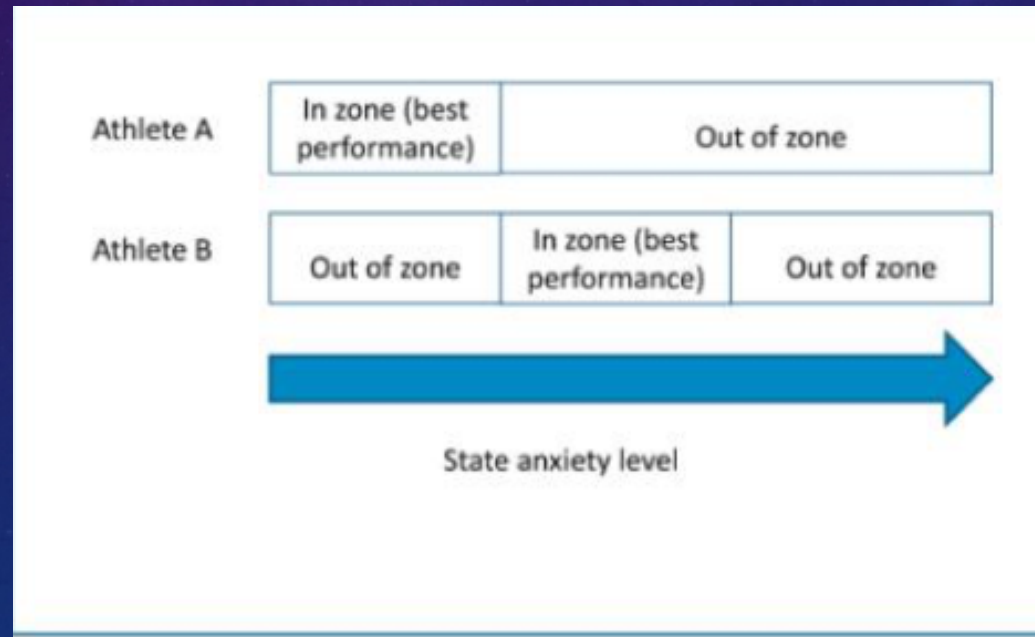 Athlete A
In zone (best
performance)
Out of zone
Athlete B
Out of zone
In zone (best
performance)
Out of zone
State anxiety level